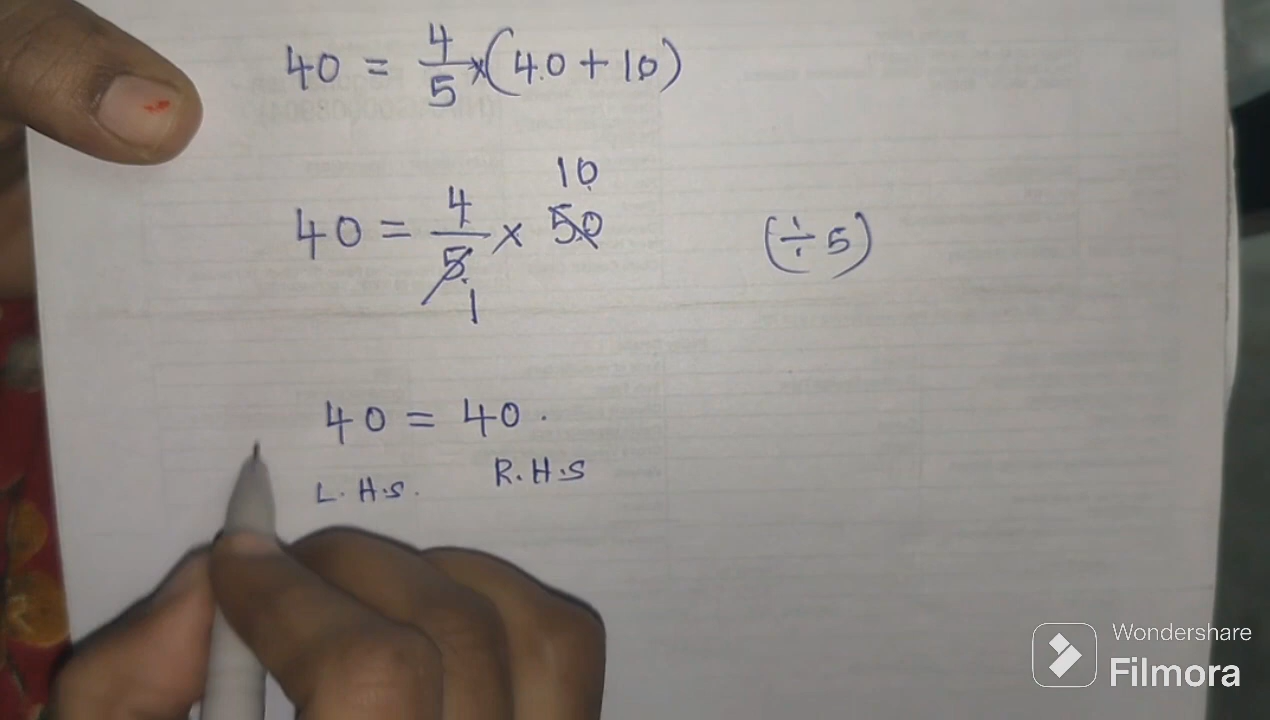 40 = 4/5 × (40 + 10)
10
40 = 4/5 × 50 (÷ 5)
1
40 = 40.
L.H.S. R.H.S
Wondershare
Filmora